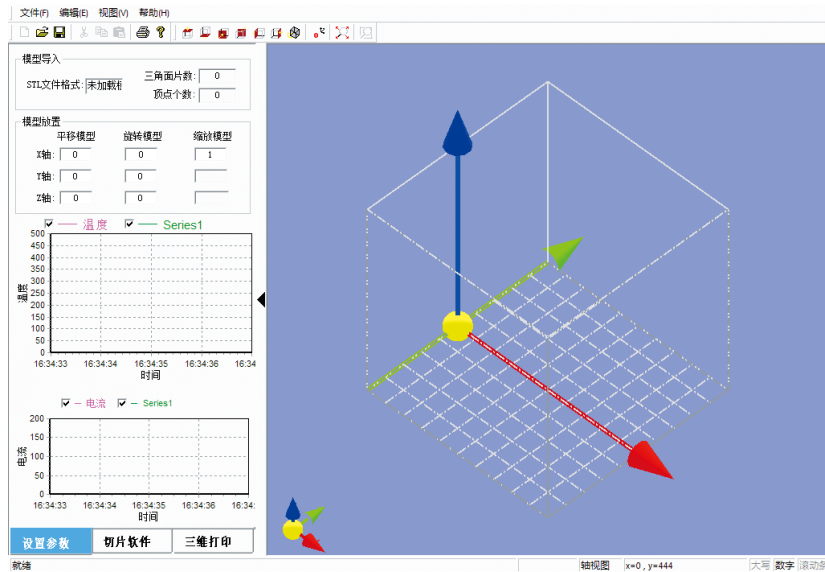 文件(F) 编辑(E) 视图(V) 帮助(H)
模型导入
STL文件格式: 未加载
三角面片数: 0
顶点个数: 0
模型放置
平移模型 旋转模型 缩放模型
X轴: 0 0 1
Y轴: 0 0
Z轴: 0 0
温度 Series1
500
450
400
350
300
250
200
150
100
50
0
温度
16:34:33 16:34:34 16:34:35 16:34:36 16:34
时间
电流 Series1
200
150
100
50
0
电流
16:34:33 16:34:34 16:34:35 16:34:36 16:34:
时间
设置参数 切片软件 三维打印
就绪 轴视图 x=0 , y=444 大写 数字 滚动